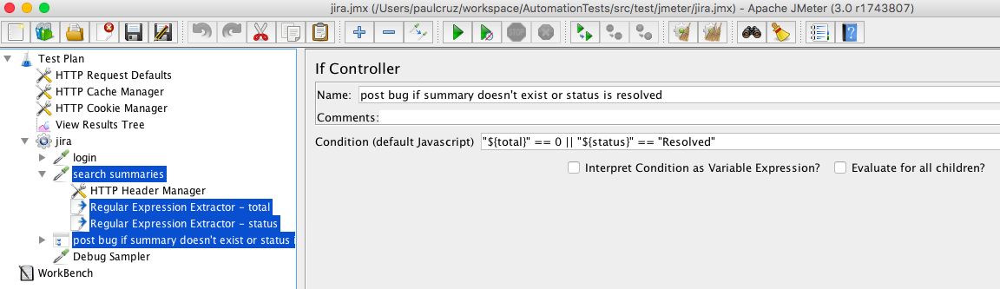 jira.jmx (/Users/paulcruz/workspace/AutomationTests/src/test/jmeter/jira.jmx) - Apache JMeter (3.0 r1743807)
Test Plan
HTTP Request Defaults
HTTP Cache Manager
HTTP Cookie Manager
View Results Tree
jira
login
search summaries
HTTP Header Manager
Regular Expression Extractor - total
Regular Expression Extractor - status
post bug if summary doesn't exist or status i
Debug Sampler
WorkBench
If Controller
Name: post bug if summary doesn't exist or status is resolved
Comments:
Condition (default Javascript) "${total}" == 0 || "${status}" == "Resolved"
Interpret Condition as Variable Expression? Evaluate for all children?